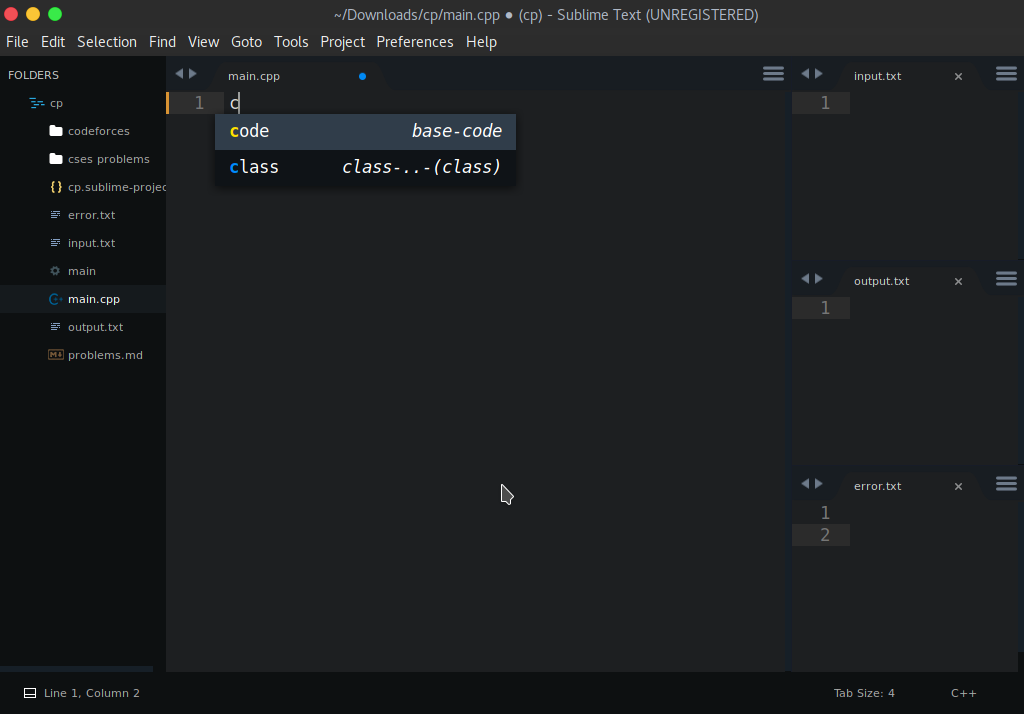 ~/Downloads/cp/main.cpp ● (cp) - Sublime Text (UNREGISTERED)
File Edit Selection Find View Goto Tools Project Preferences Help
FOLDERS
cp
codeforces
cses problems
cp.sublime-projec
error.txt
input.txt
main
main.cpp
output.txt
problems.md
main.cpp
1 c
code base-code
class class-..-(class)
input.txt
1
output.txt
1
error.txt
1
2
Line 1, Column 2
Tab Size: 4
C++